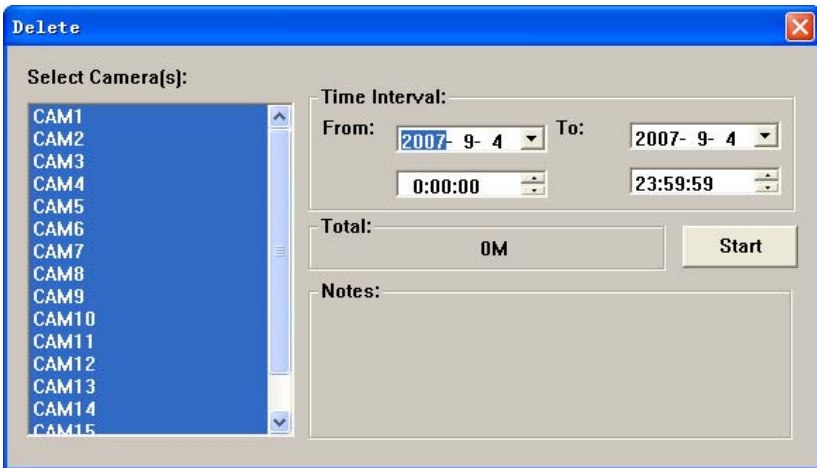 Delete
Select Camera(s):
CAM1
CAM2
CAM3
CAM4
CAM5
CAM6
CAM7
CAM8
CAM9
CAM10
CAM11
CAM12
CAM13
CAM14
CAM15
Time Interval:
From: 2007- 9- 4 To: 2007- 9- 4
0:00:00 23:59:59
Total:
0M
Start
Notes: